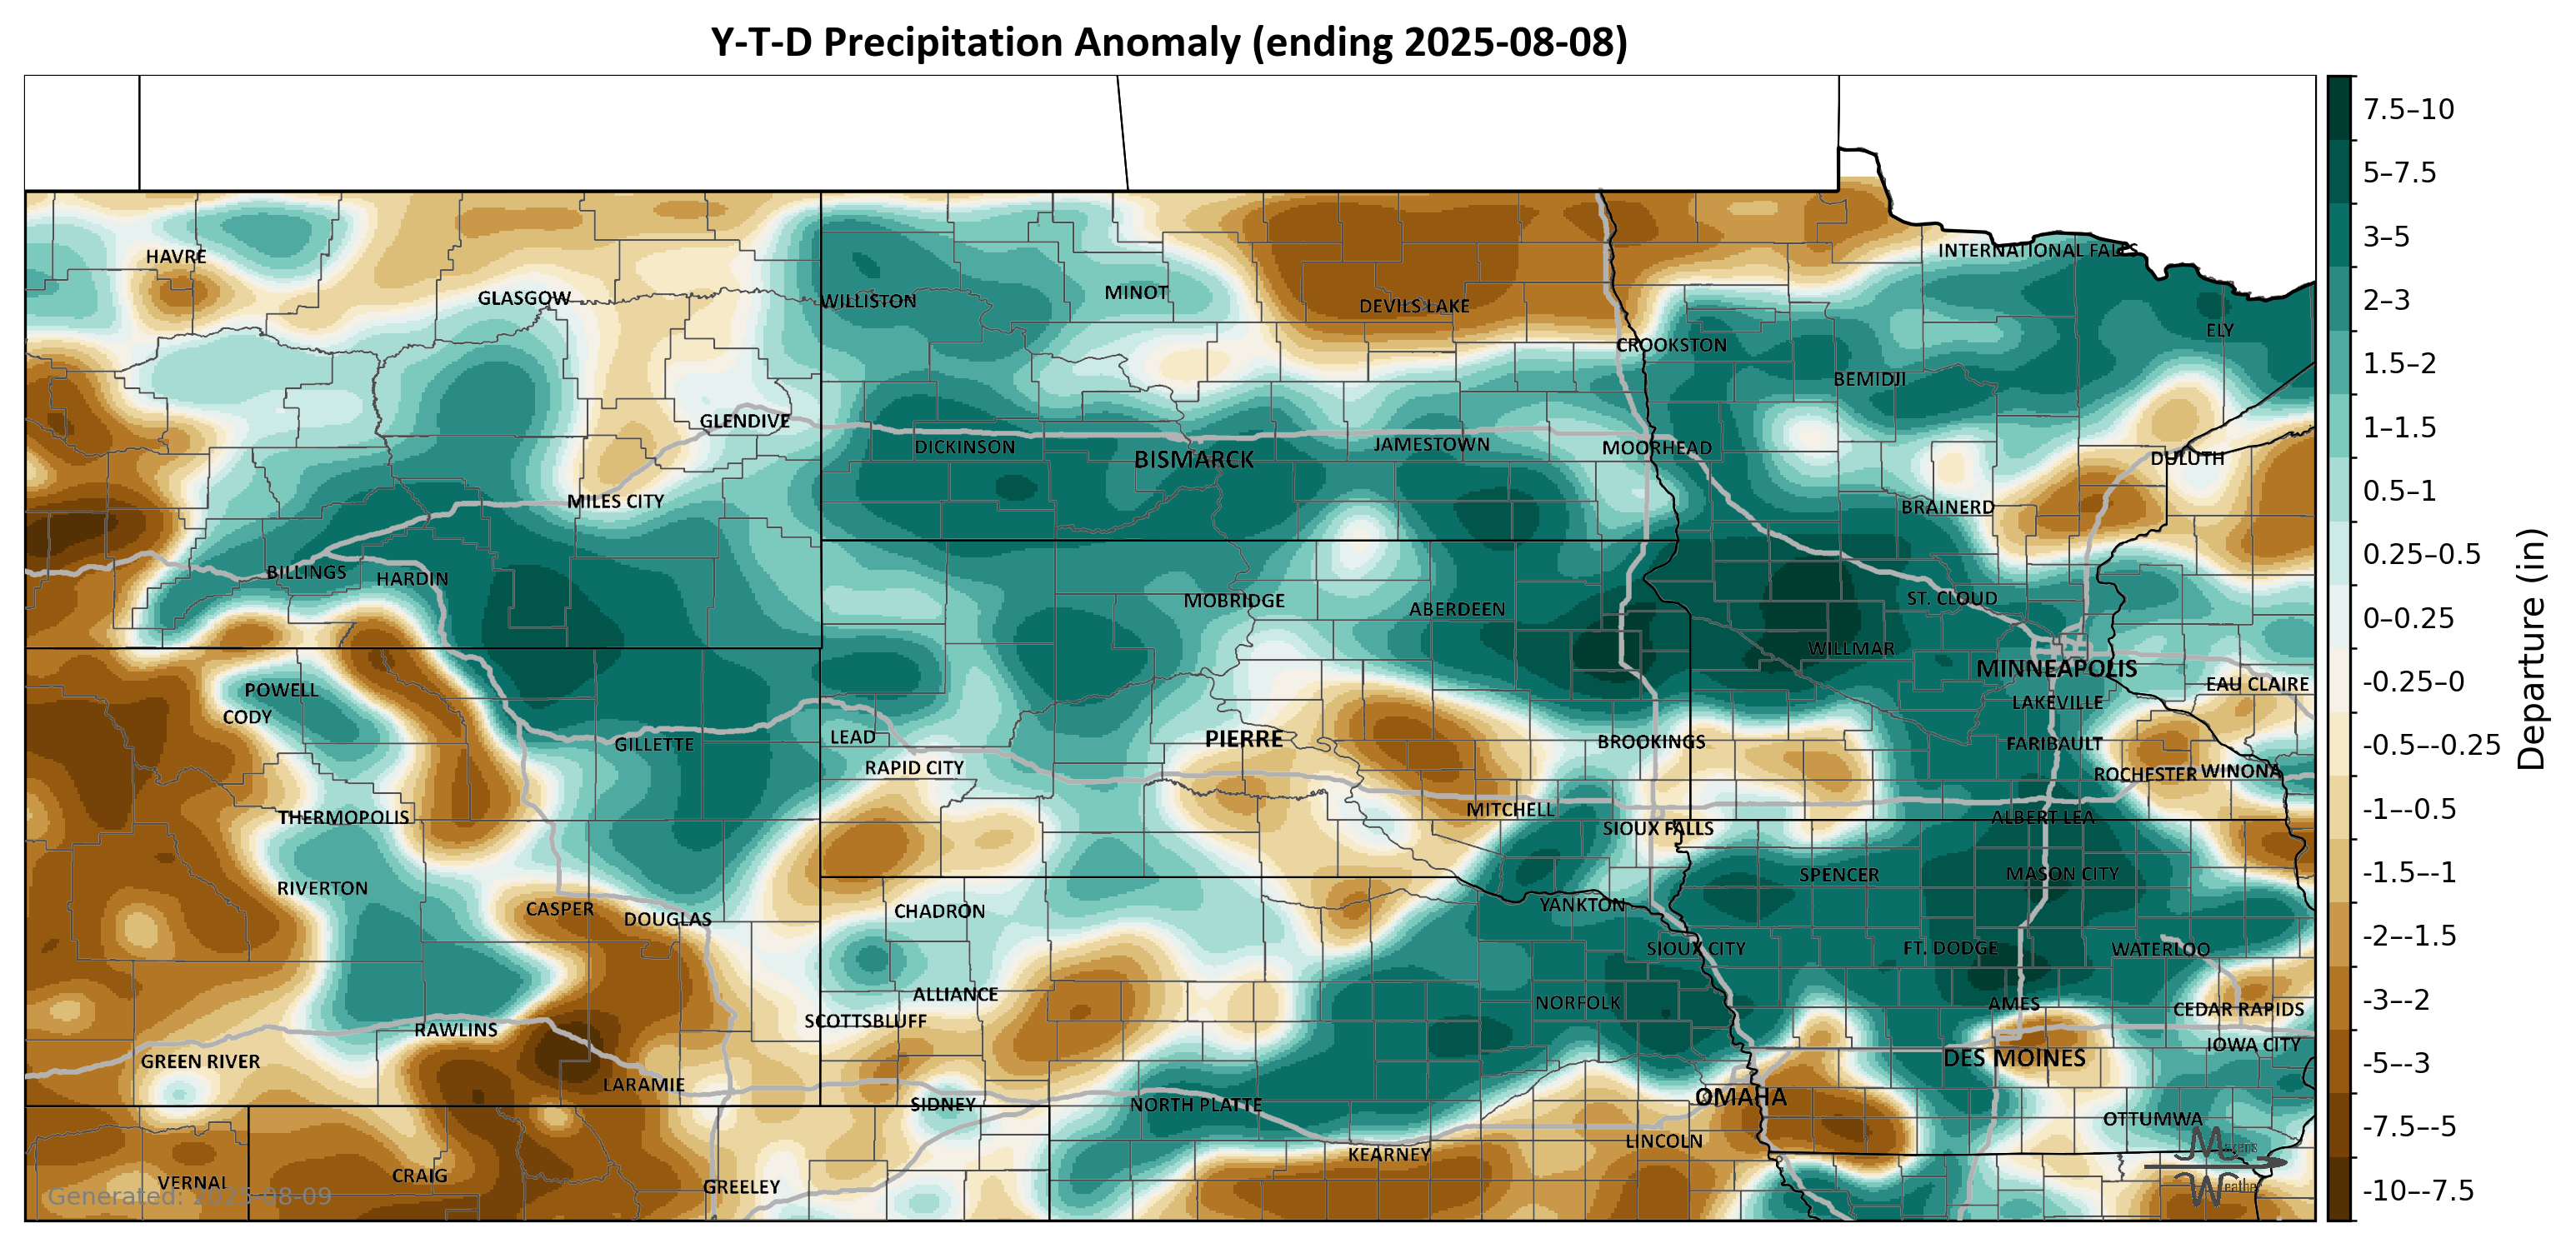 Y-T-D Precipitation Anomaly (ending 2025-08-08)
HAVRE
GLASGOW
WILLISTON
MINOT
DEVILS LAKE
INTERNATIONAL FALLS
ELY
CROOKSTON
BEMIDJI
GLENDIVE
DICKINSON
BISMARCK
JAMESTOWN
MOORHEAD
DULUTH
MILES CITY
BRAINERD
BILLINGS
HARDIN
MOBRIDGE
ABERDEEN
ST. CLOUD
WILLMAR
MINNEAPOLIS
POWELL
CODY
LAKEVILLE
EAU CLAIRE
GILLETTE
LEAD
PIERRE
BROOKINGS
FARIBAULT
RAPID CITY
ROCHESTER
WINONA
THERMOPOLIS
MITCHELL
SIOUX FALLS
ALBERT LEA
RIVERTON
SPENCER
MASON CITY
CASPER
DOUGLAS
CHADRON
YANKTON
SIOUX CITY
FT. DODGE
WATERLOO
ALLIANCE
NORFOLK
AMES
CEDAR RAPIDS
SCOTTSBLUFF
RAWLINS
GREEN RIVER
DES MOINES
IOWA CITY
LARAMIE
SIDNEY
NORTH PLATTE
OMAHA
OTTUMWA
LINCOLN
KEARNEY
VERNAL
CRAIG
GREELEY
Generated: 2025-08-09
Mavens
Weather
7.5–10
5–7.5
3–5
2–3
1.5–2
1–1.5
0.5–1
0.25–0.5
0–0.25
-0.25–0
-0.5–-0.25
-1–-0.5
-1.5–-1
-2–-1.5
-3–-2
-5–-3
-7.5–-5
-10–-7.5
Departure (in)